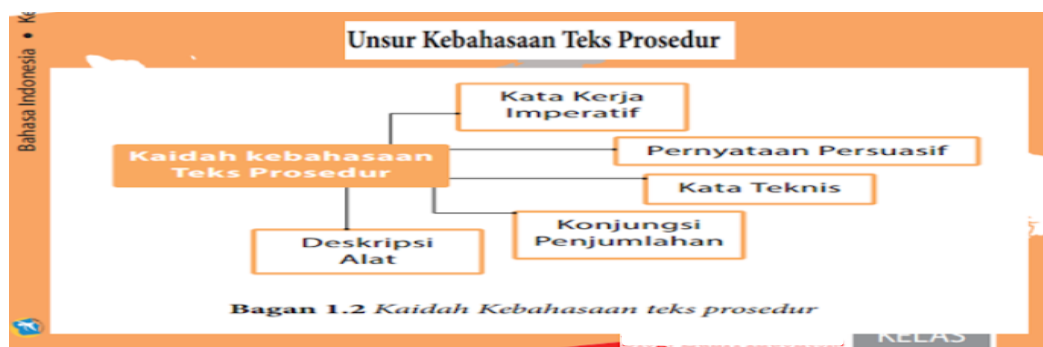 Bahasa Indonesia •
Unsur Kebahasaan Teks Prosedur
Kata Kerja
Imperatif
Kaidah kebahasaan
Teks Prosedur
Pernyataan Persuasif
Kata Teknis
Konjungsi
Penjumlahan
Deskripsi
Alat
Bagan 1.2 Kaidah Kebahasaan teks prosedur
KELAS